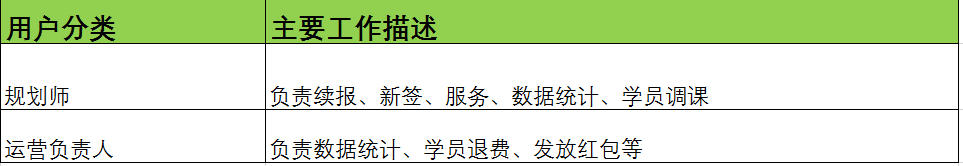 用户分类 主要工作描述
规划师 负责续报、新签、服务、数据统计、学员调课
运营负责人 负责数据统计、学员退费、发放红包等